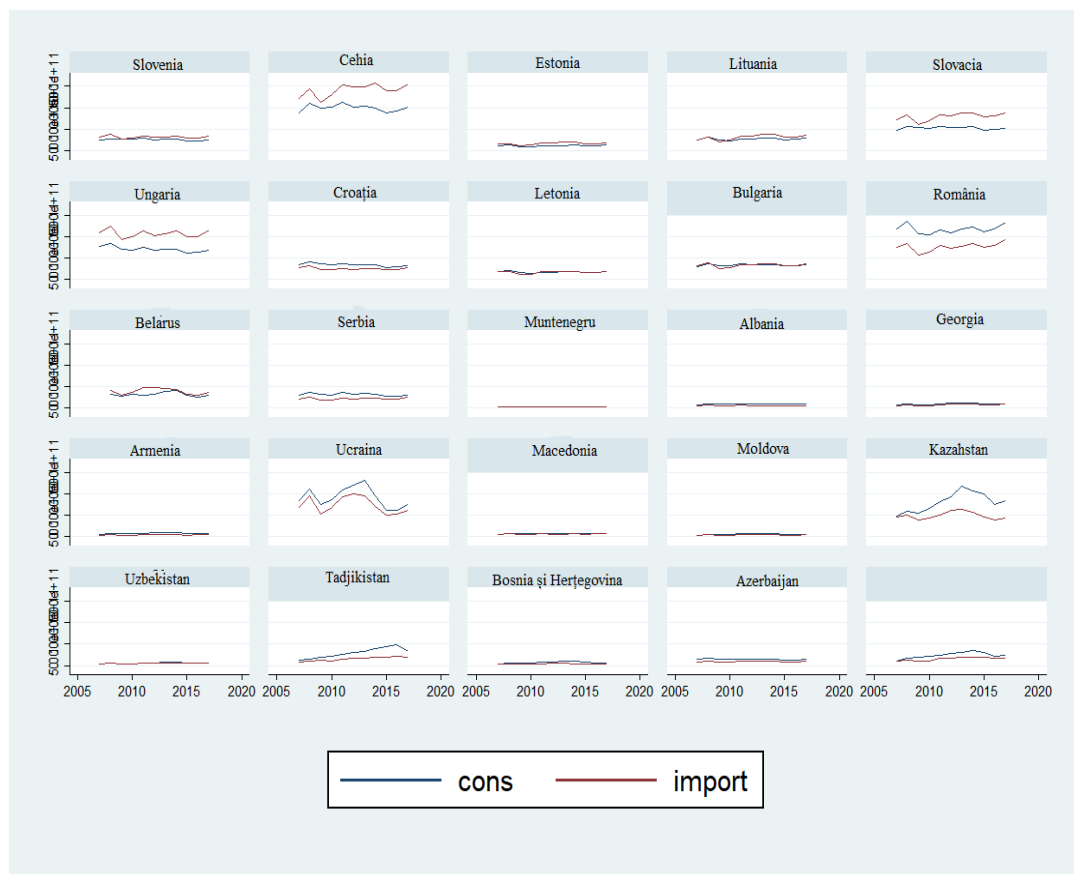 Slovenia
Cehia
Estonia
Lituania
Slovacia
Ungaria
Croația
Letonia
Bulgaria
România
Belarus
Serbia
Muntenegru
Albania
Georgia
Armenia
Ucraina
Macedonia
Moldova
Kazahstan
Uzbekistan
Tadjikistan
Bosnia și Herțegovina
Azerbaijan
2005 2010 2015 2020 2005 2010 2015 2020 2005 2010 2015 2020 2005 2010 2015 2020 2005 2010 2015 2020
cons import